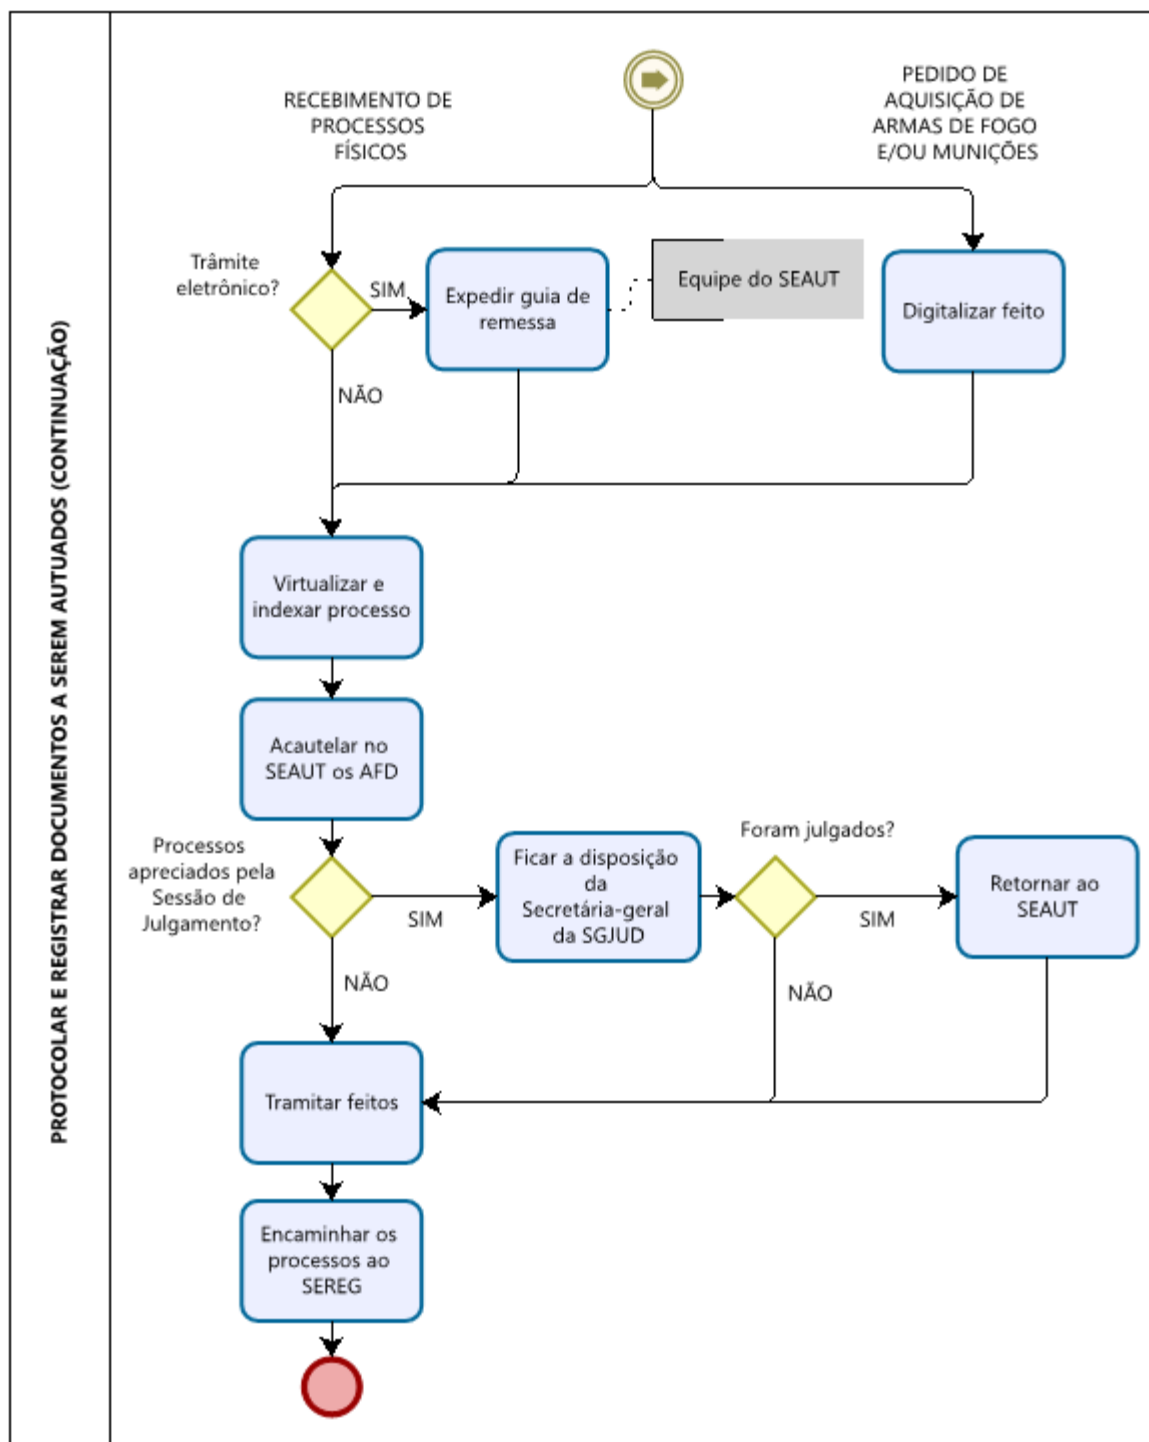 PROTOCOLAR E REGISTRAR DOCUMENTOS A SEREM AUTUADOS (CONTINUAÇÃO)
RECEBIMENTO DE
PROCESSOS
FÍSICOS
PEDIDO DE
AQUISIÇÃO DE
ARMAS DE FOGO
E/OU MUNIÇÕES
Trâmite
eletrônico?
SIM
Expedir guia de
remessa
Equipe do SEAUT
Digitalizar feito
NÃO
Virtualizar e
indexar processo
Acautelar no
SEAUT os AFD
Processos
apreciados pela
Sessão de
Julgamento?
SIM
Ficar a disposição
da
Secretária-geral
da SGJUD
Foram julgados?
SIM
Retornar ao
SEAUT
NÃO
NÃO
Tramitar feitos
Encaminhar os
processos ao
SEREG